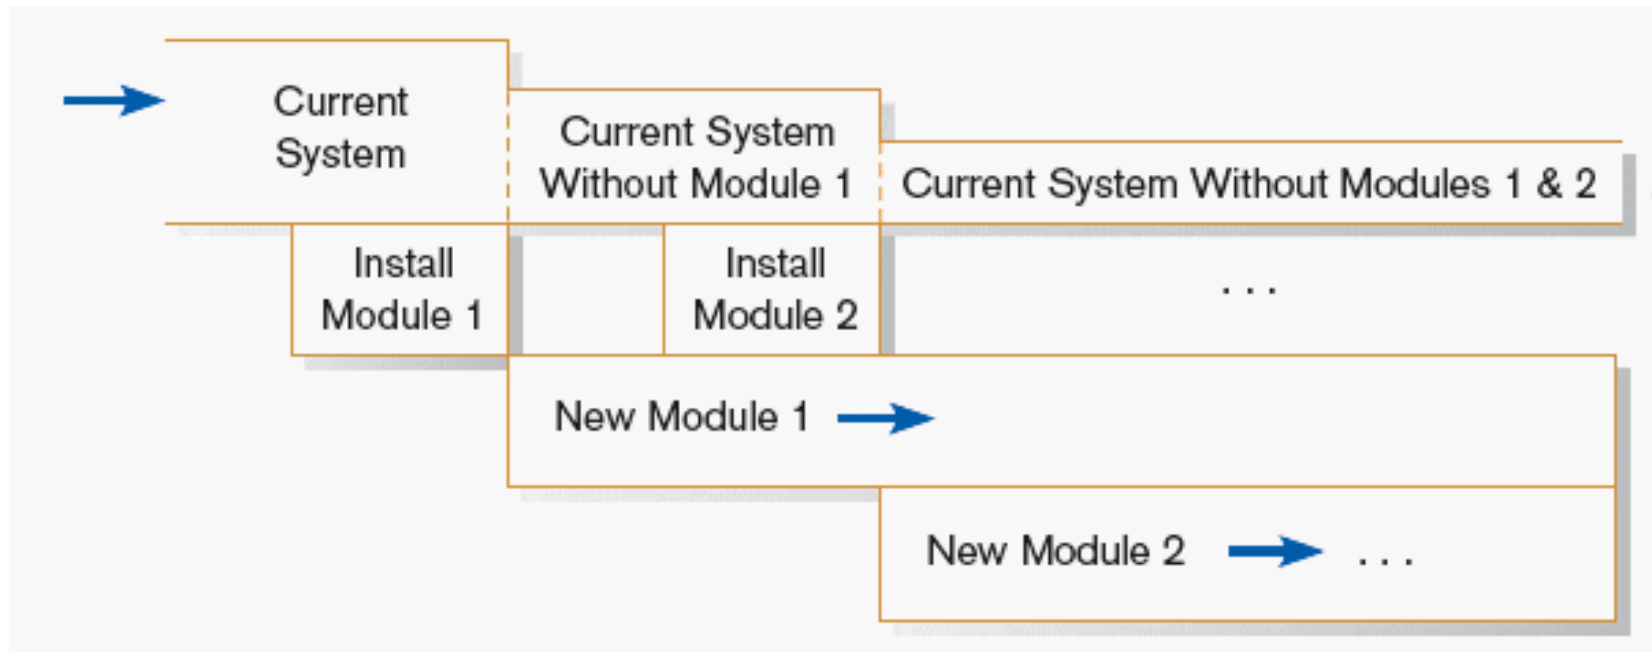 Current
System
Current System
Without Module 1
Current System Without Modules 1 & 2
Install
Module 1
Install
Module 2
. . .
New Module 1
New Module 2
. . .